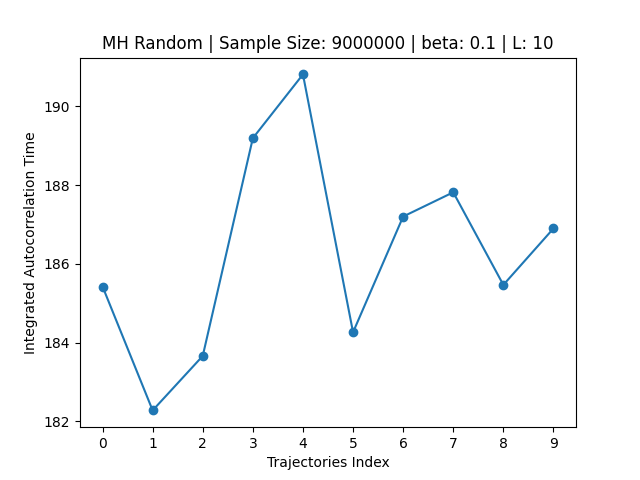 MH Random | Sample Size: 9000000 | beta: 0.1 | L: 10
Integrated Autocorrelation Time
190
188
186
184
182
0 1 2 3 4 5 6 7 8 9
Trajectories Index